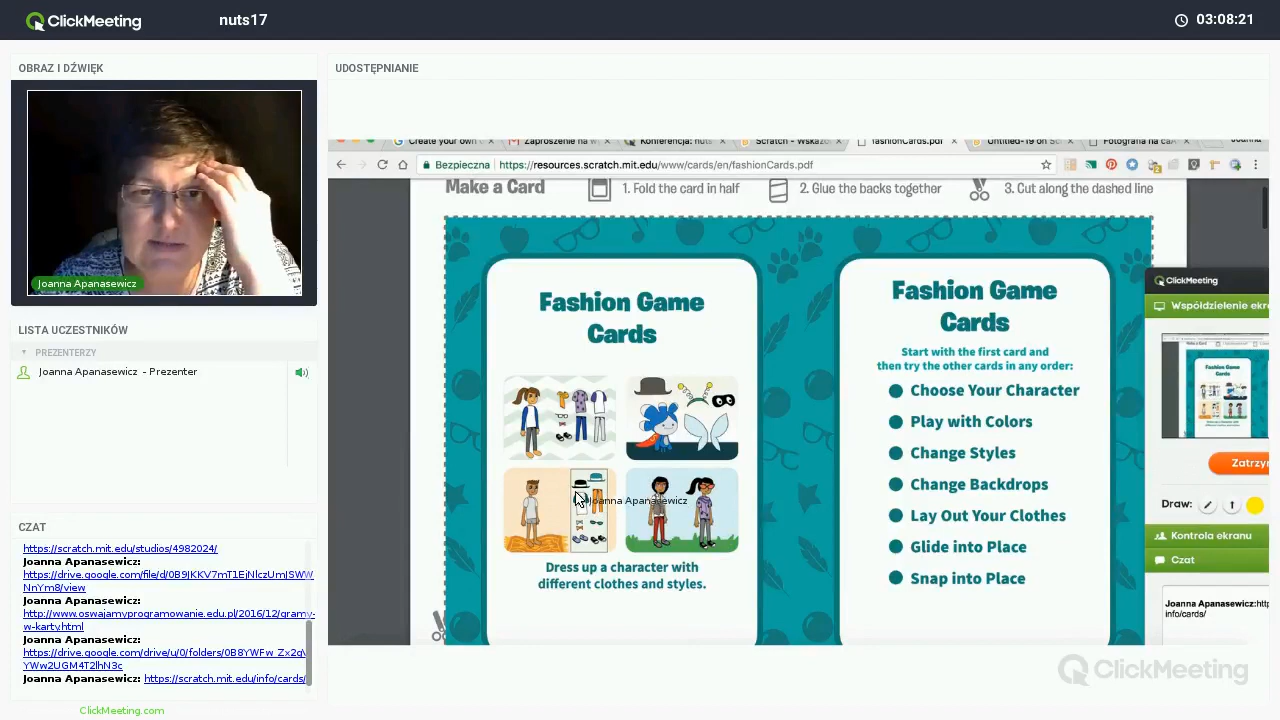 ClickMeeting
nuts17
03:08:21
OBRAZ I DŹWIĘK
Joanna Apanasewicz
LISTA UCZESTNIKÓW
PREZENTERZY
Joanna Apanasewicz - Prezenter
CZAT
https://scratch.mit.edu/studios/4982024/
Joanna Apanasewicz:
https://drive.google.com/file/d/0B9JKKV7mT1EjNlczUmJSWW
NnYm8/view
Joanna Apanasewicz:
http://www.oswajamyprogramowanie.edu.pl/2016/12/gramy-
w-karty.html
Joanna Apanasewicz:
https://drive.google.com/drive/u/0/folders/0B8YWFw_Zx2q
YWw2UGM4T2lhN3c
Joanna Apanasewicz: https://scratch.mit.edu/info/cards/
ClickMeeting.com
UDOSTĘPNIANIE
Create your own
Zaproszenie na w
Konferencja: nuts
Scratch - Wskazó
fashionCards.pdf
Untitled-19 on Sc
Fotografia na ca
Bezpieczna
https://resources.scratch.mit.edu/www/cards/en/fashionCards.pdf
Make a Card
1. Fold the card in half
2. Glue the backs together
3. Cut along the dashed line
Fashion Game
Cards
Joanna Apanasewicz
Dress up a character with
different clothes and styles.
Fashion Game
Cards
Start with the first card and
then try the other cards in any order:
Choose Your Character
Play with Colors
Change Styles
Change Backdrops
Lay Out Your Clothes
Glide into Place
Snap into Place
ClickMeeting
Współdzielenie ekr
Zatrzy
Draw:
Kontrola ekranu
Czat
Joanna Apanasewicz:http
info/cards/
ClickMeeting